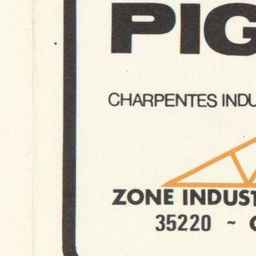 PIG
CHARPENTES INDU
ZONE INDUST
35220 ~